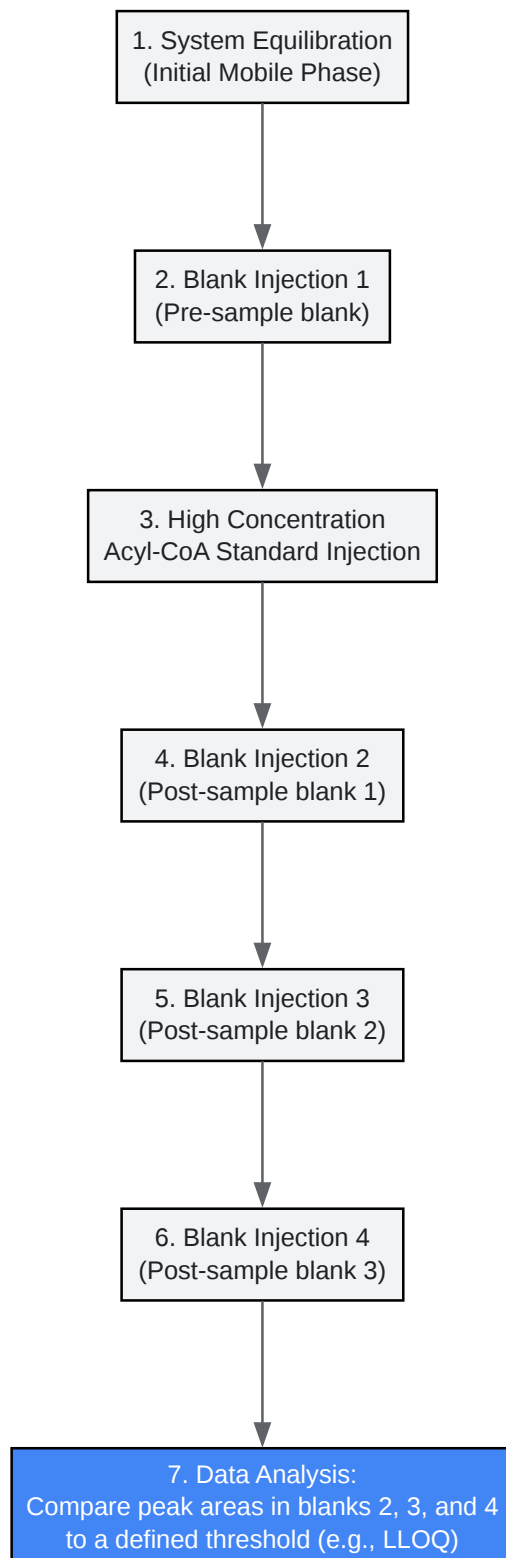 1. System Equilibration
(Initial Mobile Phase)
2. Blank Injection 1
(Pre-sample blank)
3. High Concentration
Acyl-CoA Standard Injection
4. Blank Injection 2
(Post-sample blank 1)
5. Blank Injection 3
(Post-sample blank 2)
6. Blank Injection 4
(Post-sample blank 3)
7. Data Analysis:
Compare peak areas in blanks 2, 3, and 4
to a defined threshold (e.g., LLOQ)